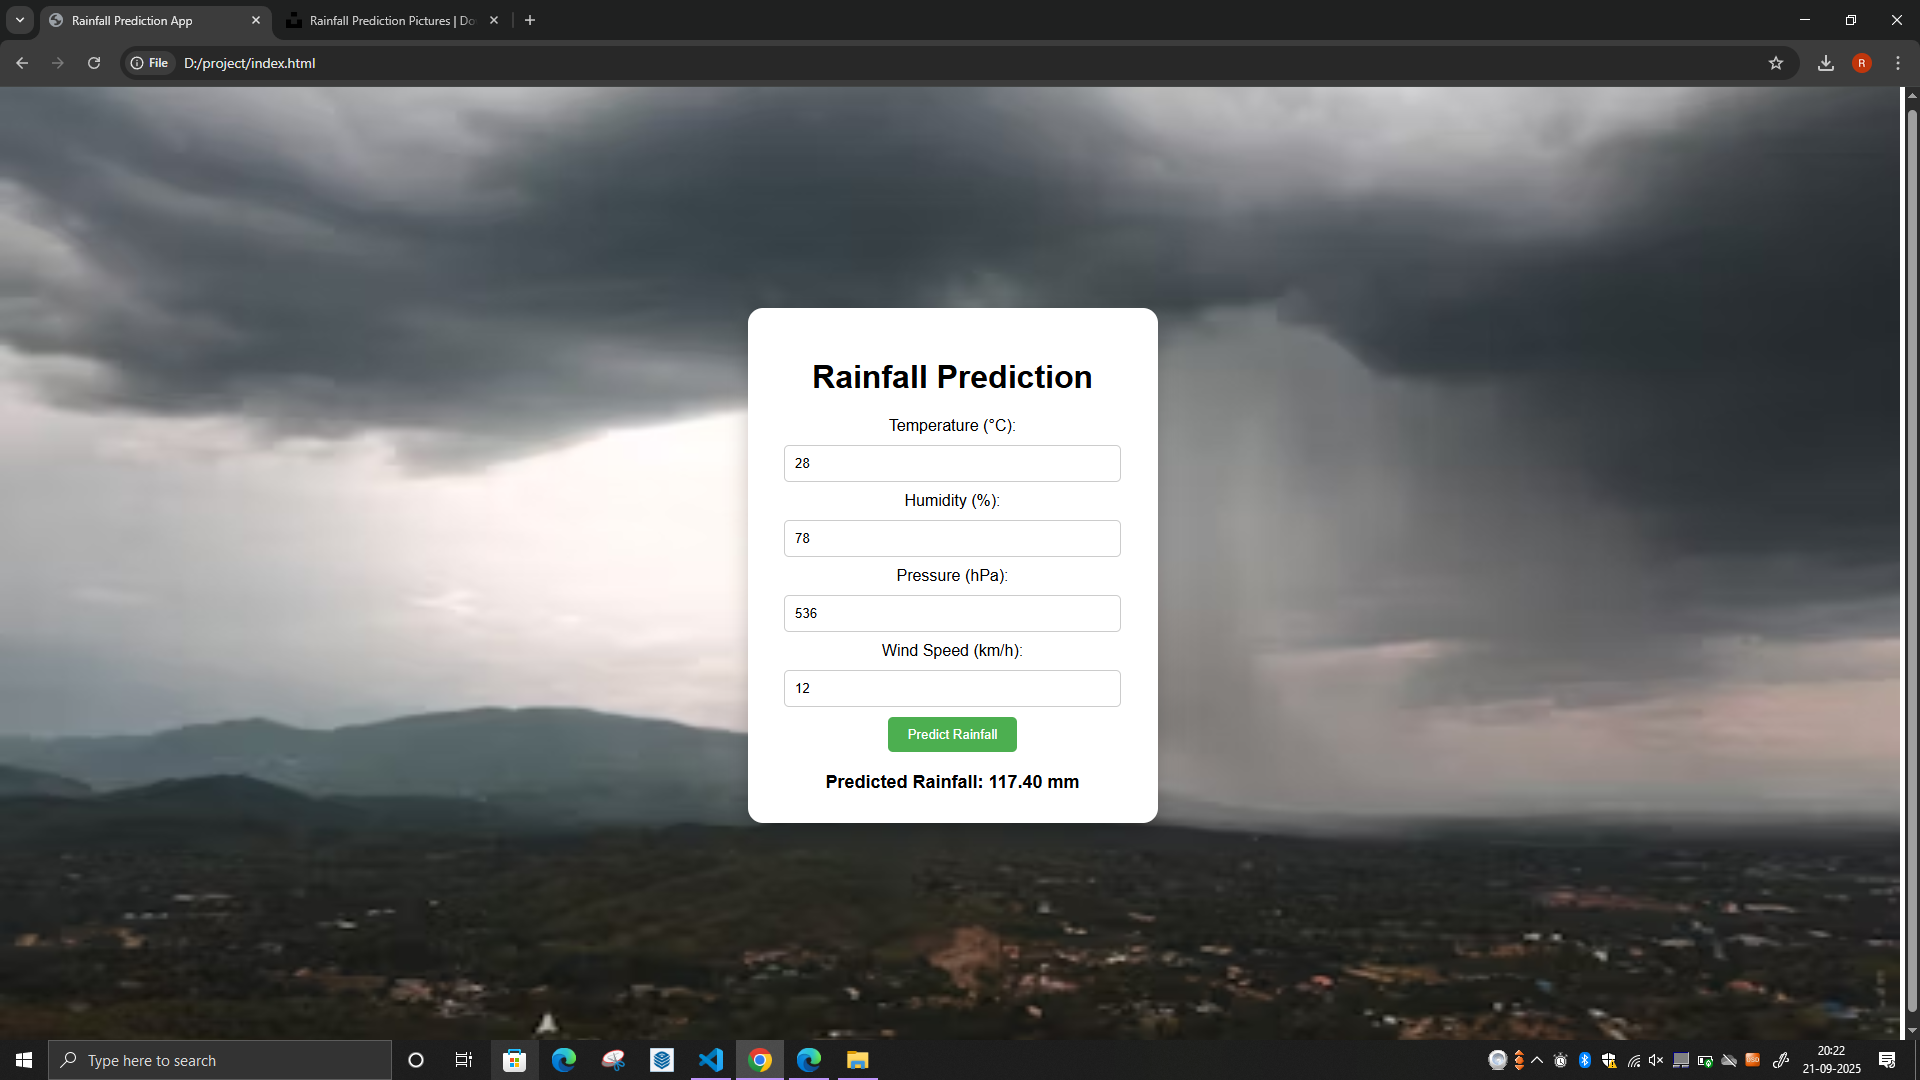 Rainfall Prediction App
Rainfall Prediction Pictures | Do
File
D:/project/index.html
R
Rainfall Prediction
Temperature (°C):
28
Humidity (%):
78
Pressure (hPa):
536
Wind Speed (km/h):
12
Predict Rainfall
Predicted Rainfall: 117.40 mm
Type here to search
20:22
21-09-2025